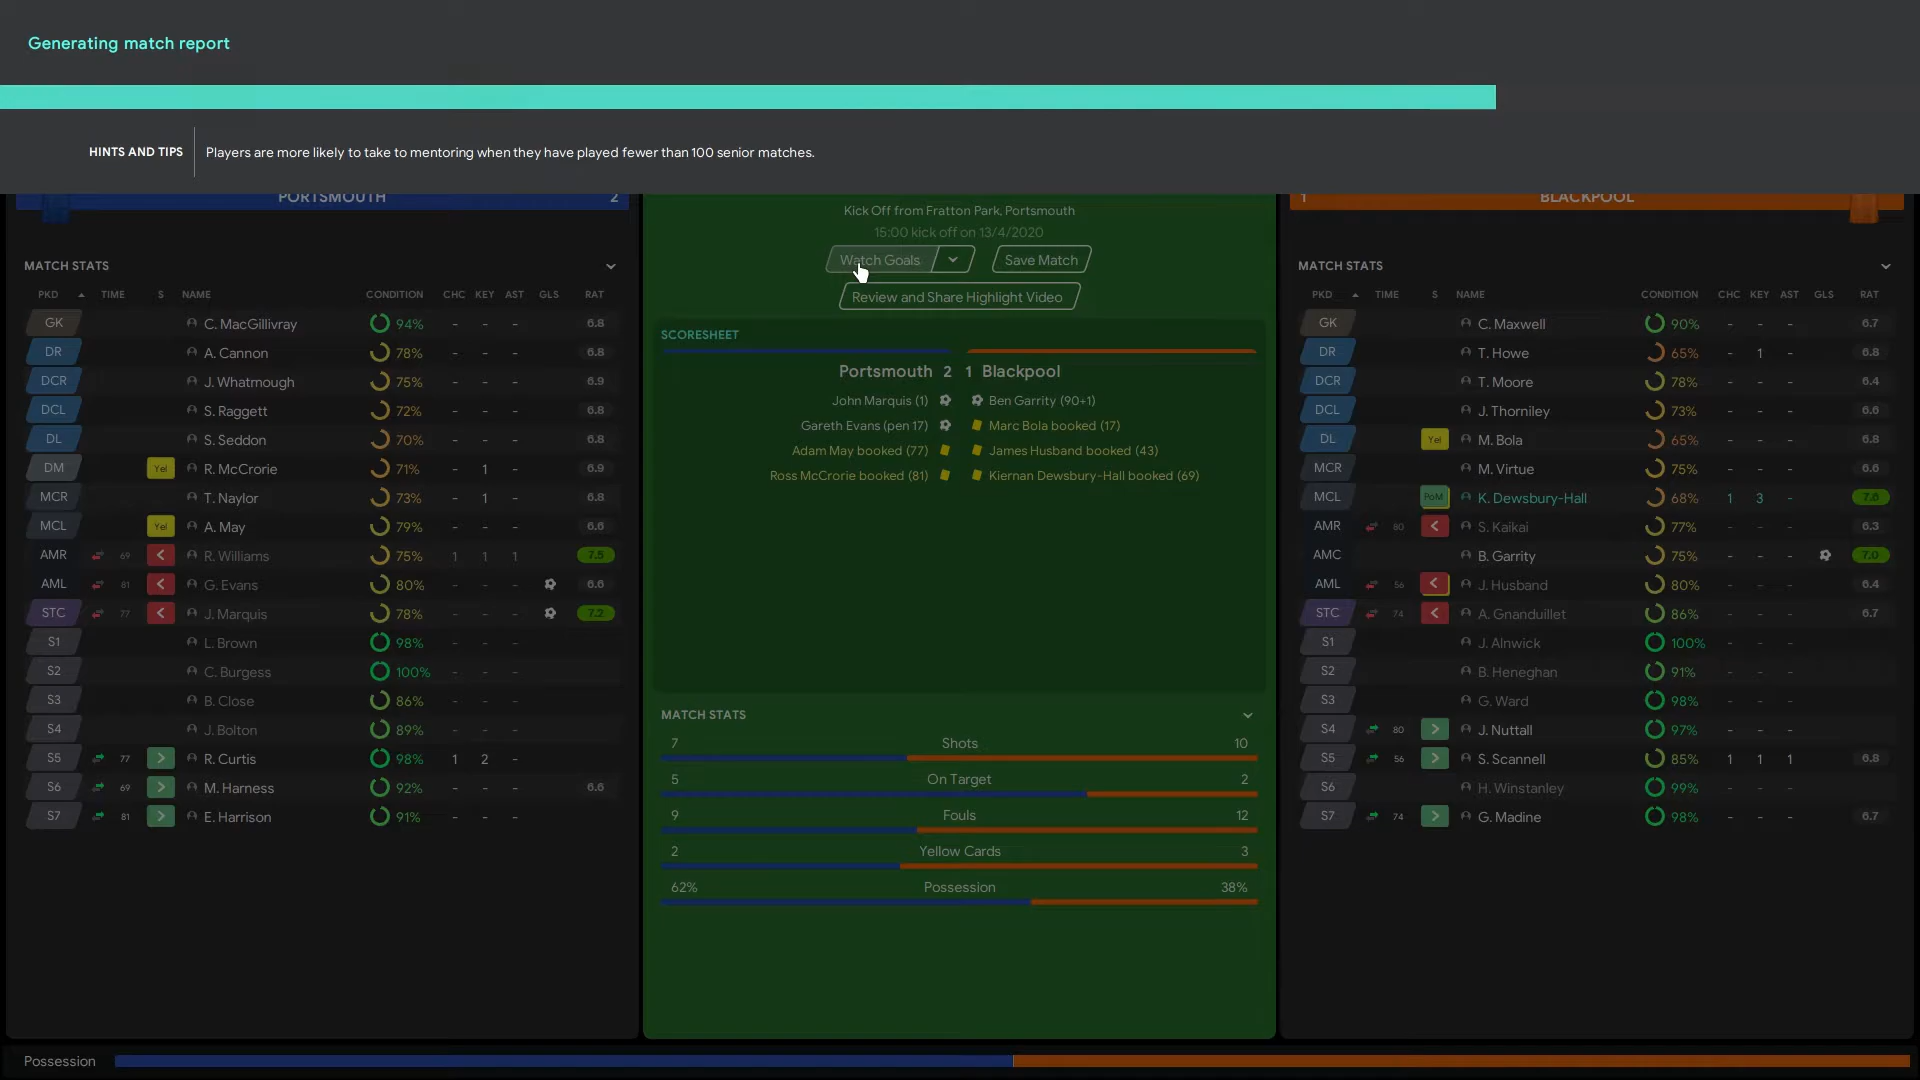 Generating match report
HINTS AND TIPS Players are more likely to take to mentoring when they have played fewer than 100 senior matches.
PORTSMOUTH 2
MATCH STATS
PKD TIME S NAME CONDITION CHC KEY AST GLS RAT
GK C. MacGillivray 94% - - - 6.8
DR A. Cannon 78% - - - 6.8
DCR J. Whatmough 75% - - - 6.9
DCL S. Raggett 72% - - - 6.8
DL S. Seddon 70% - - - 6.8
DM Yel R. McCrorie 71% - 1 - 6.9
MCR T. Naylor 73% - 1 - 6.8
MCL Yel A. May 79% - - - 6.6
AMR 69 R. Williams 75% 1 1 1 7.5
AML 81 G. Evans 80% - - - 6.6
STC 77 J. Marquis 78% - - - 7.2
S1 L. Brown 98% - - -
S2 C. Burgess 100% - - -
S3 B. Close 86% - - -
S4 J. Bolton 89% - - -
S5 77 R. Curtis 98% 1 2 -
S6 69 M. Harness 92% - - - 6.6
S7 81 E. Harrison 91% - - -
Kick Off from Fratton Park, Portsmouth
15:00 kick off on 13/4/2020
Watch Goals Save Match
Review and Share Highlight Video
SCORESHEET
Portsmouth 2 1 Blackpool
John Marquis (1) Ben Garrity (90+1)
Gareth Evans (pen 17) Marc Bola booked (17)
Adam May booked (77) James Husband booked (43)
Ross McCrorie booked (81) Kiernan Dewsbury-Hall booked (69)
MATCH STATS
7 Shots 10
5 On Target 2
9 Fouls 12
2 Yellow Cards 3
62% Possession 38%
1 BLACKPOOL
MATCH STATS
PKD TIME S NAME CONDITION CHC KEY AST GLS RAT
GK C. Maxwell 90% - - - 6.7
DR T. Howe 65% - 1 - 6.8
DCR T. Moore 78% - - - 6.4
DCL J. Thorniley 73% - - - 6.6
DL Yel M. Bola 65% - - - 6.8
MCR M. Virtue 75% - - - 6.6
MCL PoM K. Dewsbury-Hall 68% 1 3 -
AMR 80 S. Kaikai 77% - - - 6.3
AMC B. Garrity 75% - - - 7.0
AML 56 J. Husband 80% - - - 6.4
STC 74 A. Gnanduillet 86% - - - 6.7
S1 J. Alnwick 100% - - -
S2 B. Heneghan 91% - - -
S3 G. Ward 98% - - -
S4 80 J. Nuttall 97% - - -
S5 56 S. Scannell 85% 1 1 1 6.8
S6 H. Winstanley 99% - - -
S7 74 G. Madine 98% - - - 6.7
Possession